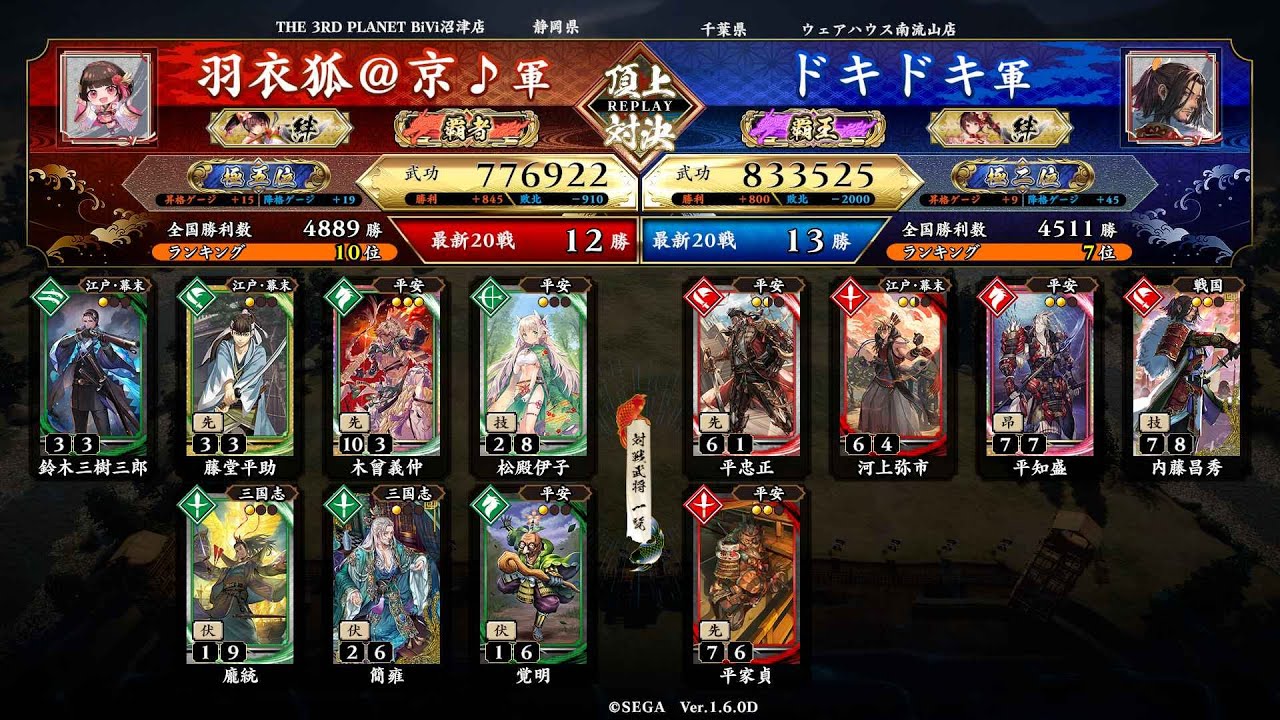 THE 3RD PLANET BiVi沼津店 静岡県
千葉県 ウェアハウス南流山店
羽衣狐@京♪軍
頂上
REPLAY
対決
ドキドキ軍
絆 覇者
覇王 絆
極王位
武功 776922
勝利 +845 敗北 -910
昇格ゲージ +15 降格ゲージ +19
武功 833525
勝利 +800 敗北 -2000
極二位
昇格ゲージ +9 降格ゲージ +45
全国勝利数 4889勝
ランキング 10位
最新20戦 12勝
最新20戦 13勝
全国勝利数 4511勝
ランキング 7位
江戸・幕末 江戸・幕末 平安 平安 平安 江戸・幕末 平安 戦国
先 先 技 先 昂 技
3 3 3 3 10 3 2 8 6 1 6 4 7 7 7 8
鈴木三樹三郎 藤堂平助 木曾義仲 松殿伊子 平忠正 河上弥市 平知盛 内藤昌秀
対戦武将一覧
三国志 三国志 平安 平安
伏 伏 伏 先
1 9 2 6 1 6 7 6
龐統 簡雍 覚明 平家貞
©SEGA Ver.1.6.0D